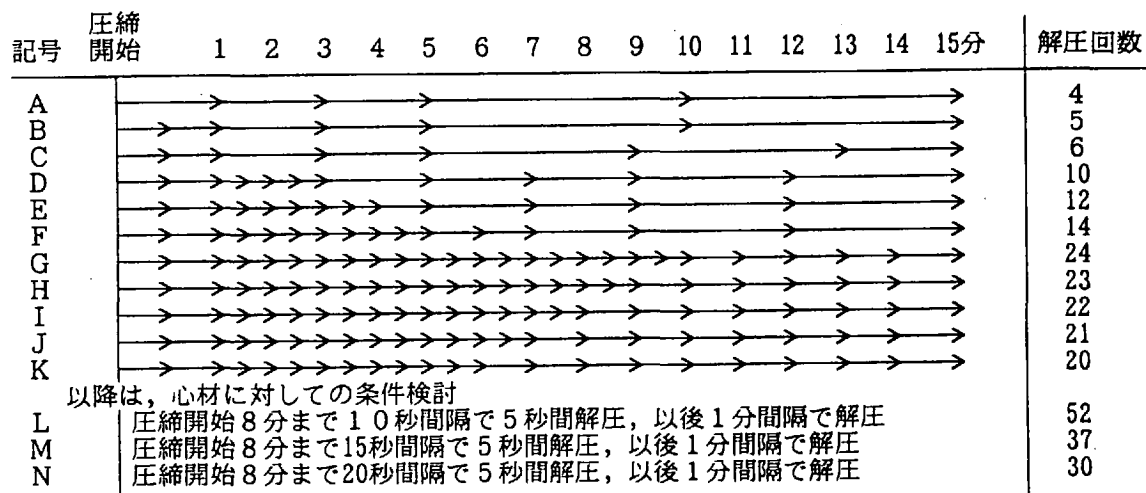 圧締
記号 開始 1 2 3 4 5 6 7 8 9 10 11 12 13 14 15分 解圧回数
A 4
B 5
C 6
D 10
E 12
F 14
G 24
H 23
I 22
J 21
K 20
以降は，心材に対しての条件検討
L 圧締開始8分まで１０秒間隔で5秒間解圧，以後1分間隔で解圧 52
M 圧締開始8分まで15秒間隔で5秒間解圧，以後1分間隔で解圧 37
N 圧締開始8分まで20秒間隔で5秒間解圧，以後1分間隔で解圧 30